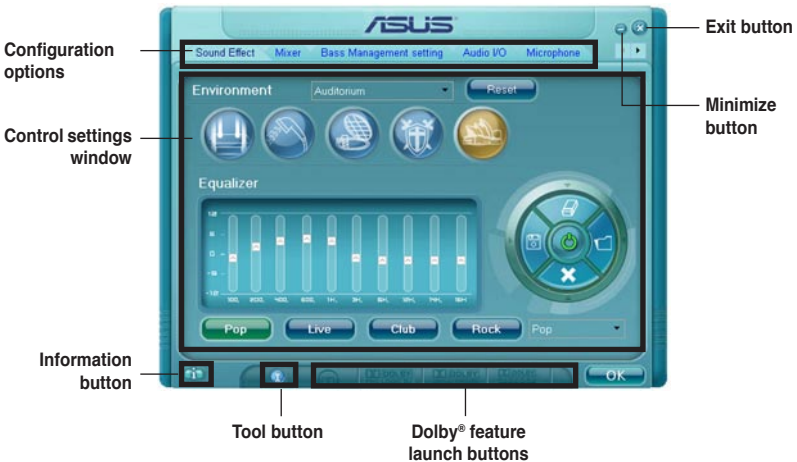 ASUS
Exit button
Configuration
options
Sound Effect Mixer Bass Management setting Audio I/O Microphone
Minimize
button
Environment Auditorium Reset
Control settings
window
Equalizer
Pop Live Club Rock Pop
Information
button
OK
Tool button
Dolby® feature
launch buttons